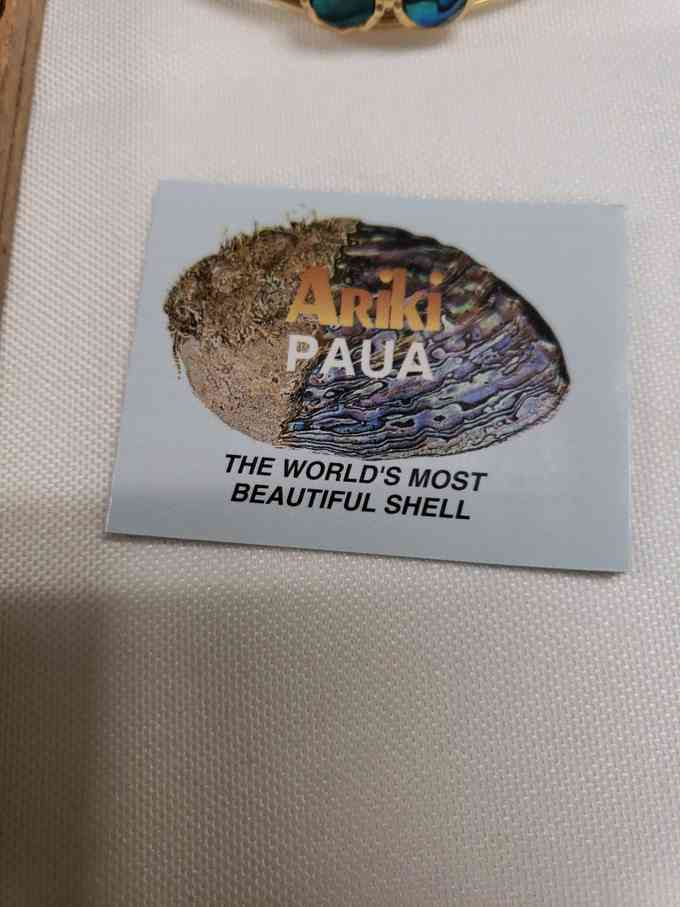 ARiki
PAUA
THE WORLD'S MOST
BEAUTIFUL SHELL